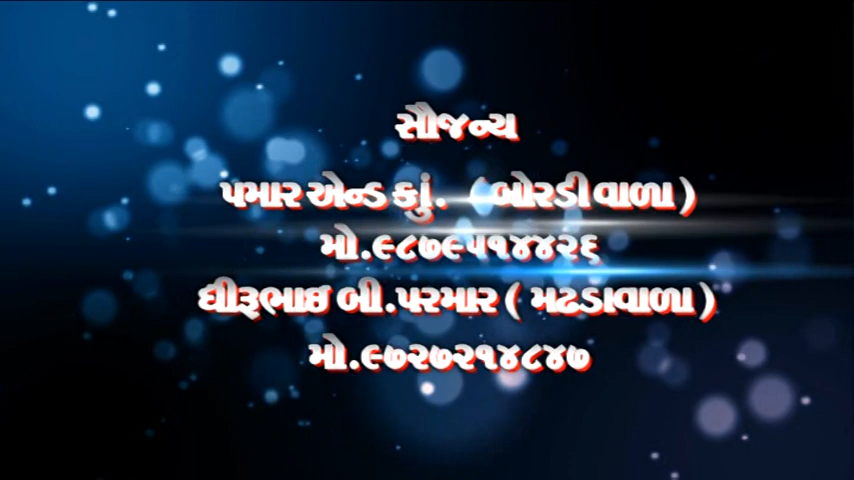 સૌજન્ય
પમાર એન્ડ કાું. ( બોરડી વાળા )
મો.૯૮૭૯૫૧૪૪૨૬
ધીરૂભાઇ બી.પરમાર ( મઢડાવાળા )
મો.૯૭૨૭૨૧૪૮૪૭